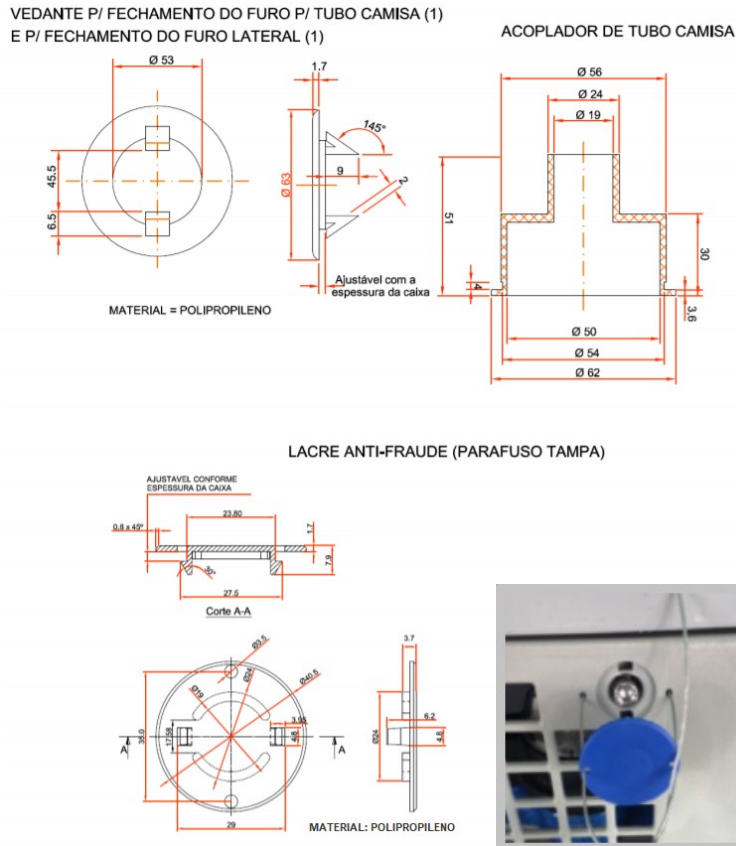 VEDANTE P/ FECHAMENTO DO FURO P/ TUBO CAMISA (1)
E P/ FECHAMENTO DO FURO LATERAL (1)
ACOPLADOR DE TUBO CAMISA
Ø 53
45.5
6.5
1.7
145°
9
2
Ø 63
Ajustável com a
espessura da caixa
MATERIAL = POLIPROPILENO
Ø 56
Ø 24
Ø 19
51
30
4
3,6
Ø 50
Ø 54
Ø 62
LACRE ANTI-FRAUDE (PARAFUSO TAMPA)
AJUSTAVEL CONFORME
ESPESSURA DA CAIXA
23.80
0.8 x 45°
1.7
7.9
30°
27.5
Corte A-A
Ø3.5
Ø24
Ø40.5
Ø19
3.95
4.8
17.58
35.0
A
A
29
3.7
6.2
4.8
Ø24
MATERIAL: POLIPROPILENO